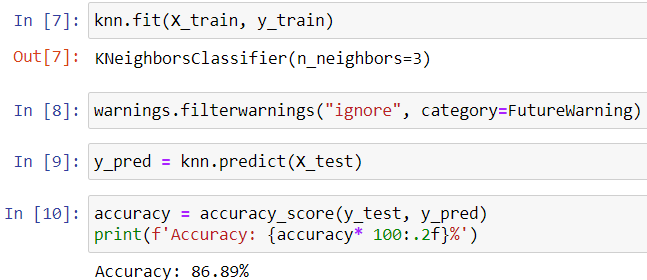 In [7]: knn.fit(X_train, y_train)
Out[7]: KNeighborsClassifier(n_neighbors=3)
In [8]: warnings.filterwarnings("ignore", category=FutureWarning)
In [9]: y_pred = knn.predict(X_test)
In [10]: accuracy = accuracy_score(y_test, y_pred)
print(f'Accuracy: {accuracy* 100:.2f}%')
Accuracy: 86.89%